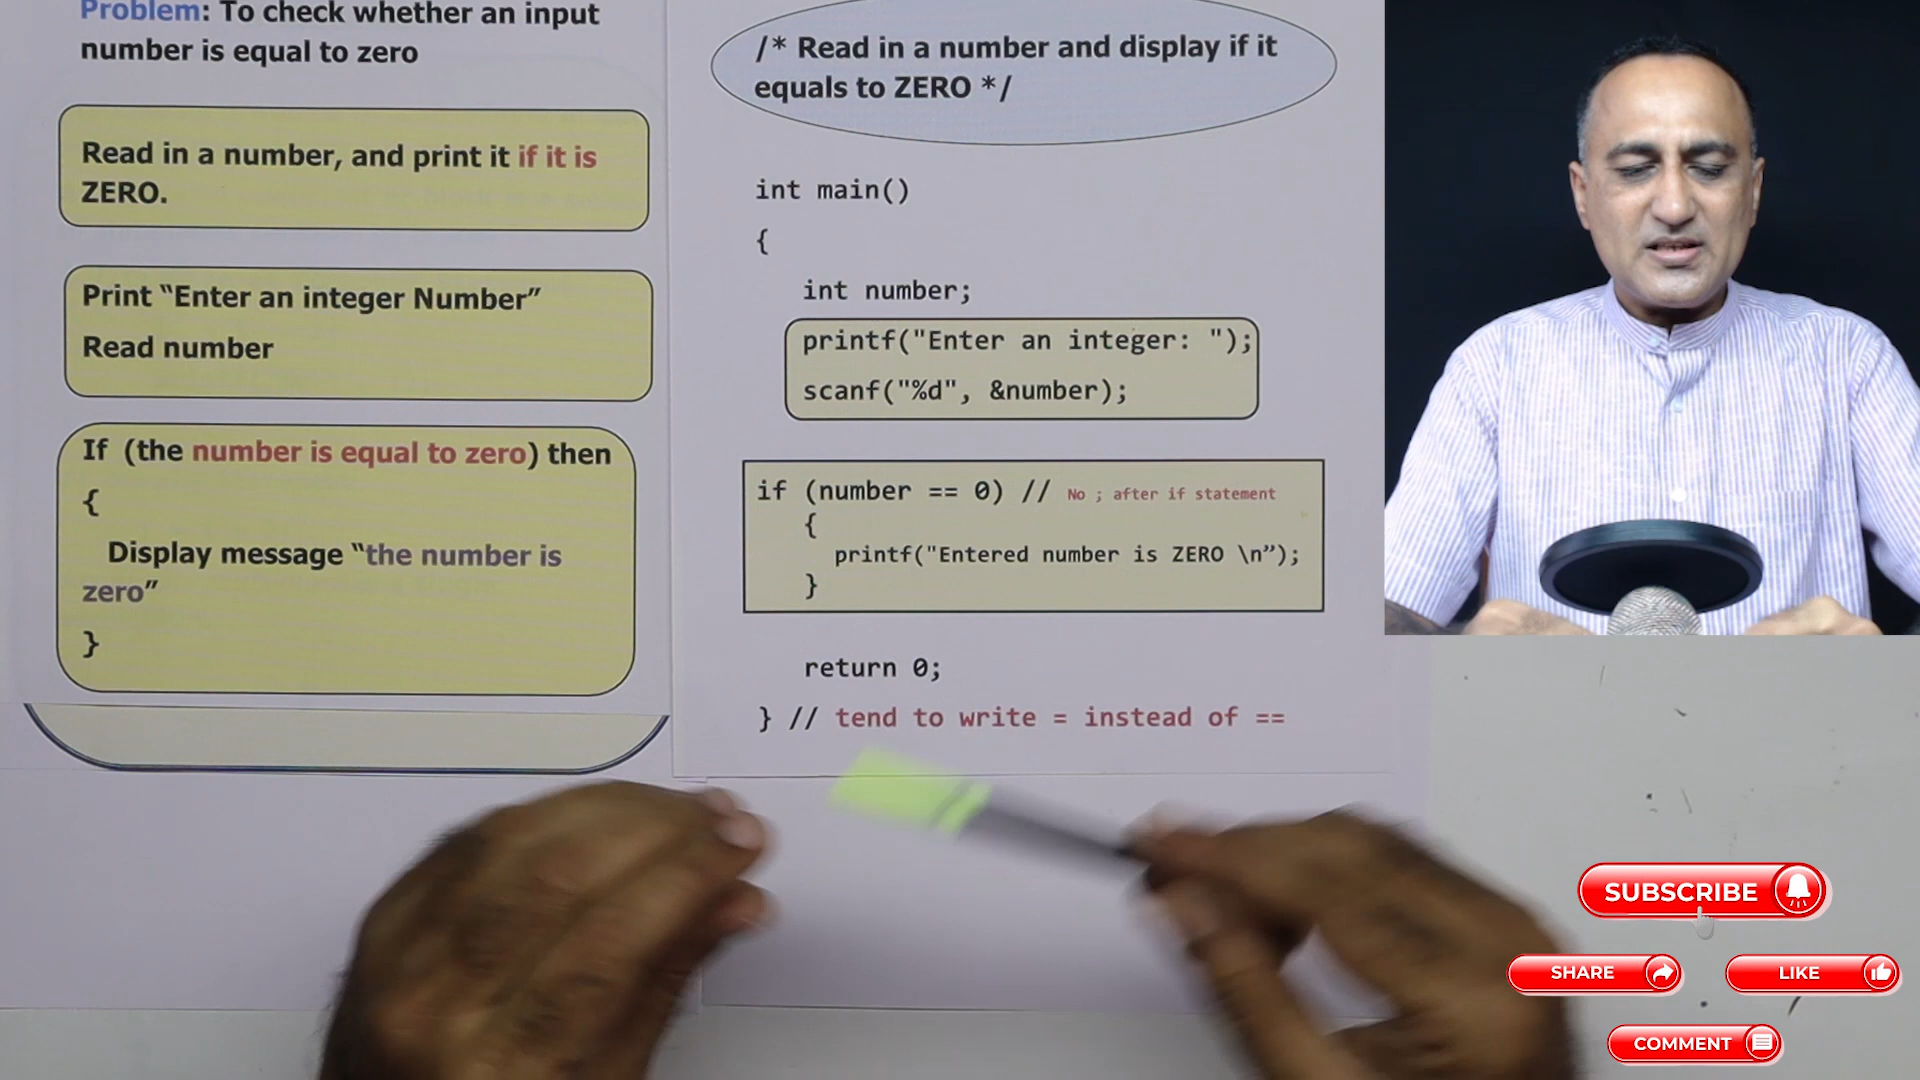 Problem: To check whether an input
number is equal to zero
Read in a number, and print it if it is
ZERO.
Print “Enter an integer Number”
Read number
If (the number is equal to zero) then
{
Display message “the number is
zero”
}
/* Read in a number and display if it
equals to ZERO */
int main()
{
int number;
printf("Enter an integer: ");
scanf("%d", &number);
if (number == 0) // No ; after if statement
{
printf("Entered number is ZERO \n”);
}
return 0;
} // tend to write = instead of ==
SUBSCRIBE
SHARE
LIKE
COMMENT